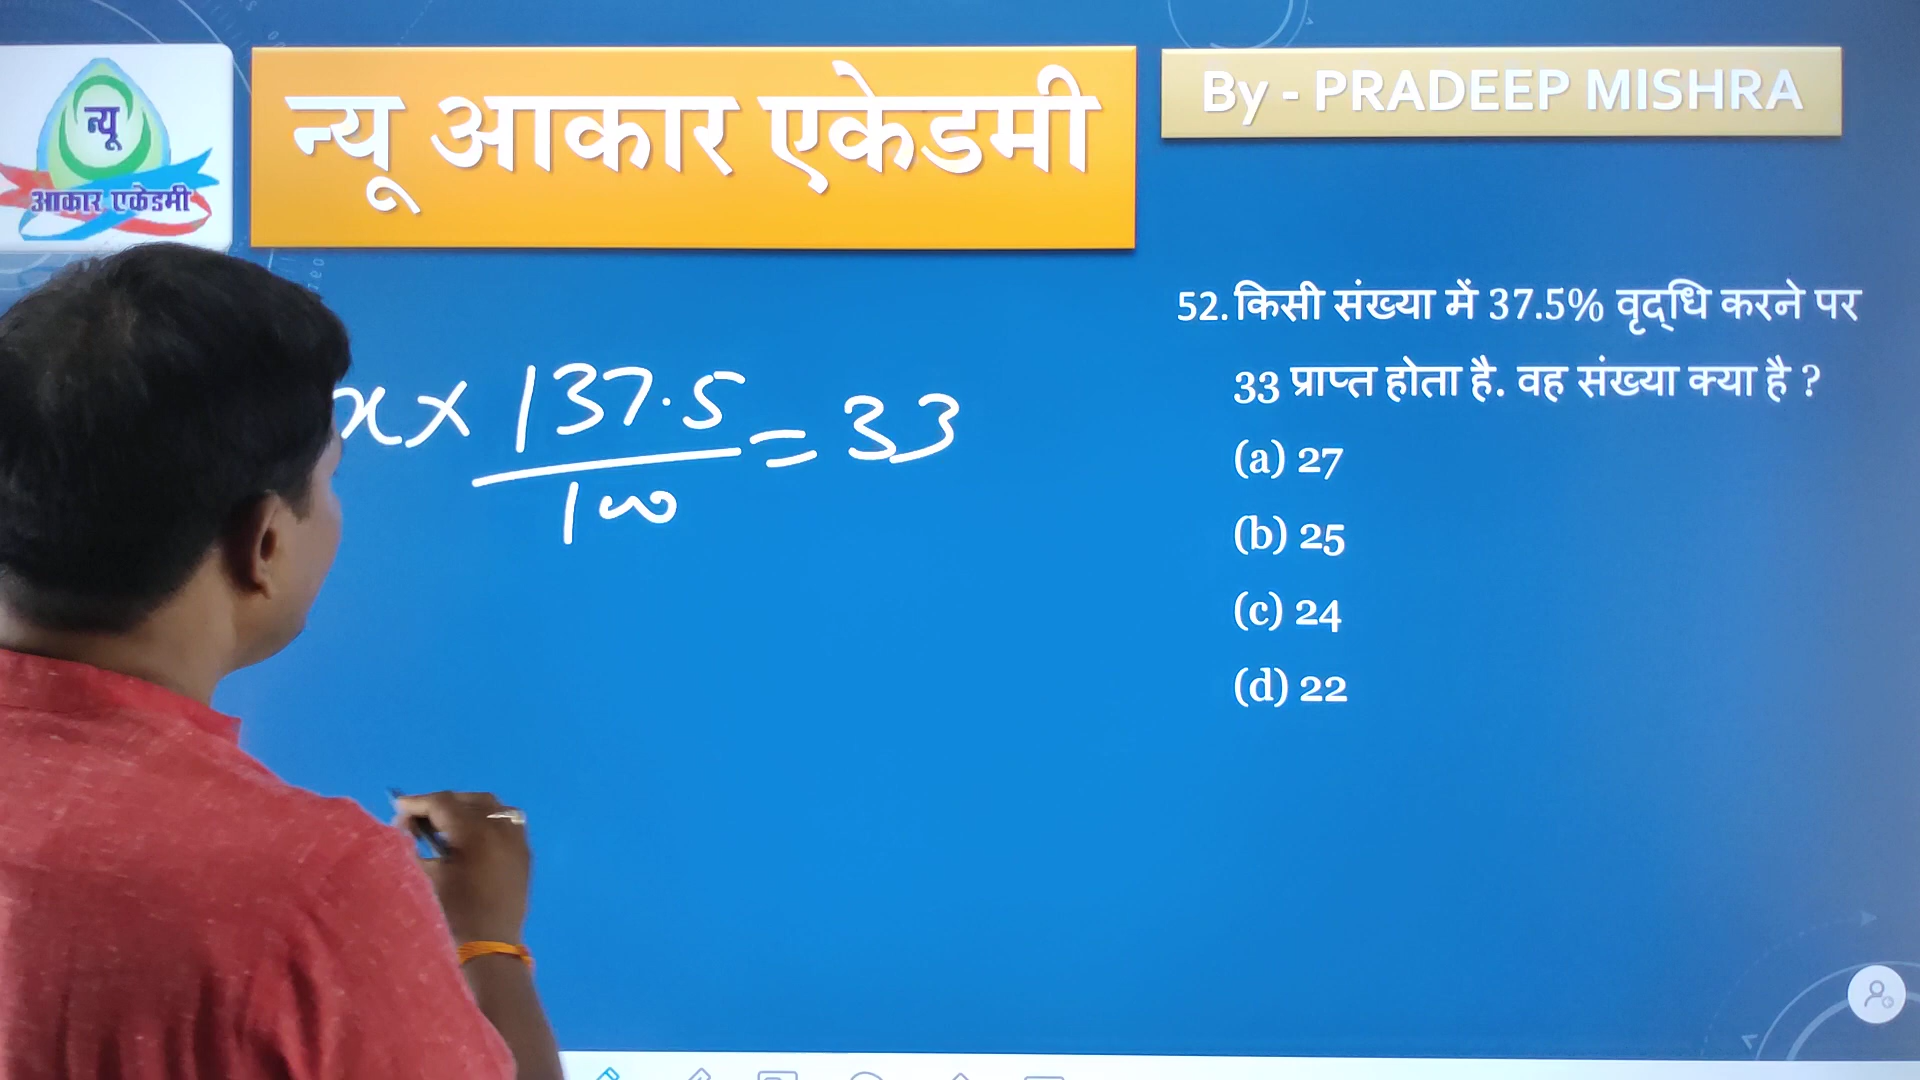 न्यू
आकार एकेडमी
न्यू आकार एकेडमी
By - PRADEEP MISHRA
52. किसी संख्या में 37.5% वृद्धि करने पर
33 प्राप्त होता है. वह संख्या क्या है ?
(a) 27
(b) 25
(c) 24
(d) 22
x × 137.5 = 33
100